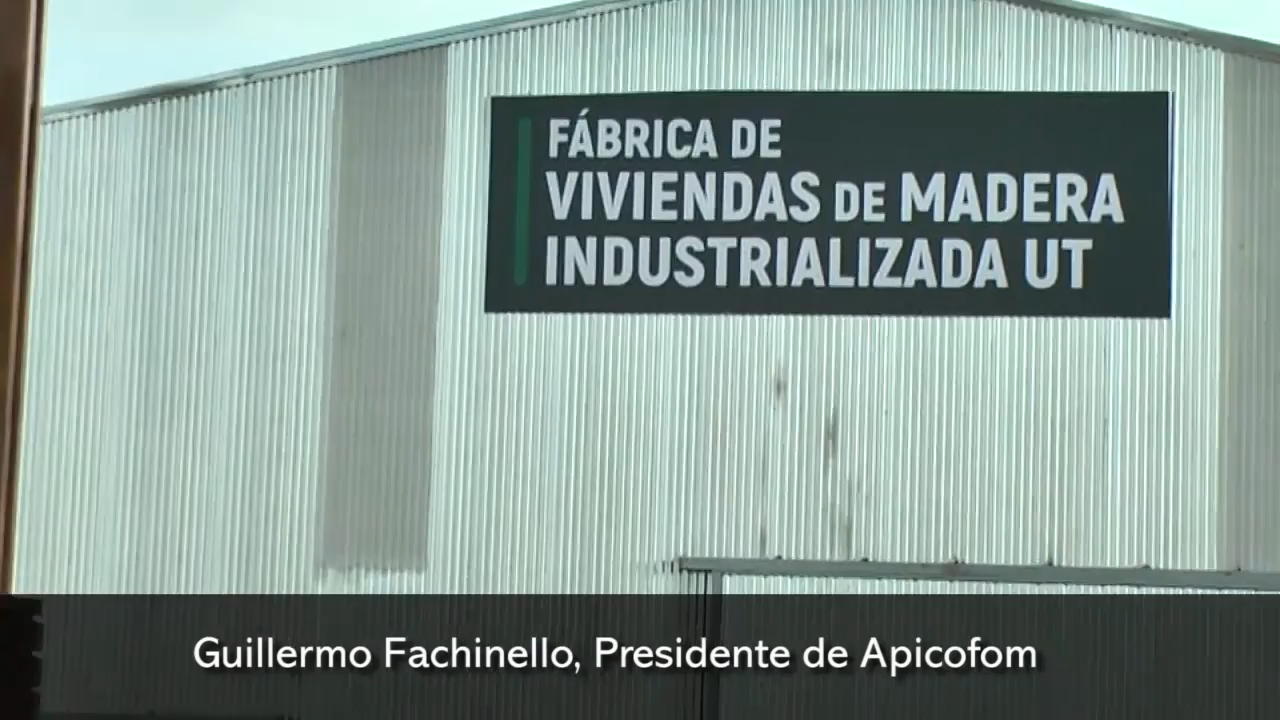 FÁBRICA DE
VIVIENDAS DE MADERA
INDUSTRIALIZADA UT
Guillermo Fachinello, Presidente de Apicofom